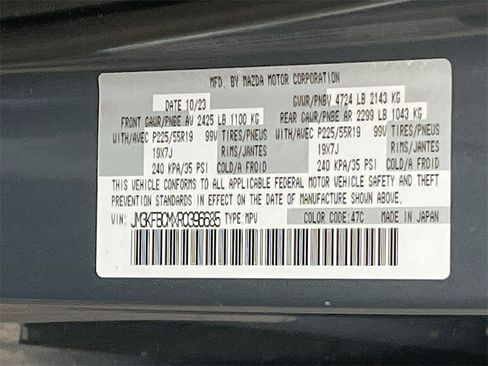 MFD. BY MAZDA MOTOR CORPORATION
DATE 10/23 GVWR/PNBV 4724 LB 2143 KG
FRONT GAWR/PNBE AV 2425 LB 1100 KG REAR GAWR/PNBE AR 2299 LB 1043 KG
WITH/AVEC P225/55R19 99V TIRES/PNEUS WITH/AVEC P225/55R19 99V TIRES/PNEUS
19X7J RIMS/JANTES 19X7J RIMS/JANTES
240 KPA/35 PSI COLD/A FROID 240 KPA/35 PSI COLD/A FROID
THIS VEHICLE CONFORMS TO ALL APPLICABLE FEDERAL MOTOR VEHICLE SAFETY AND THEFT
PREVENTION STANDARDS IN EFFECT ON THE DATE OF MANUFACTURE SHOWN ABOVE.
VIN: JM3KFBCMXR0396685 TYPE: MPV COLOR CODE: 47C MADE IN JAPAN